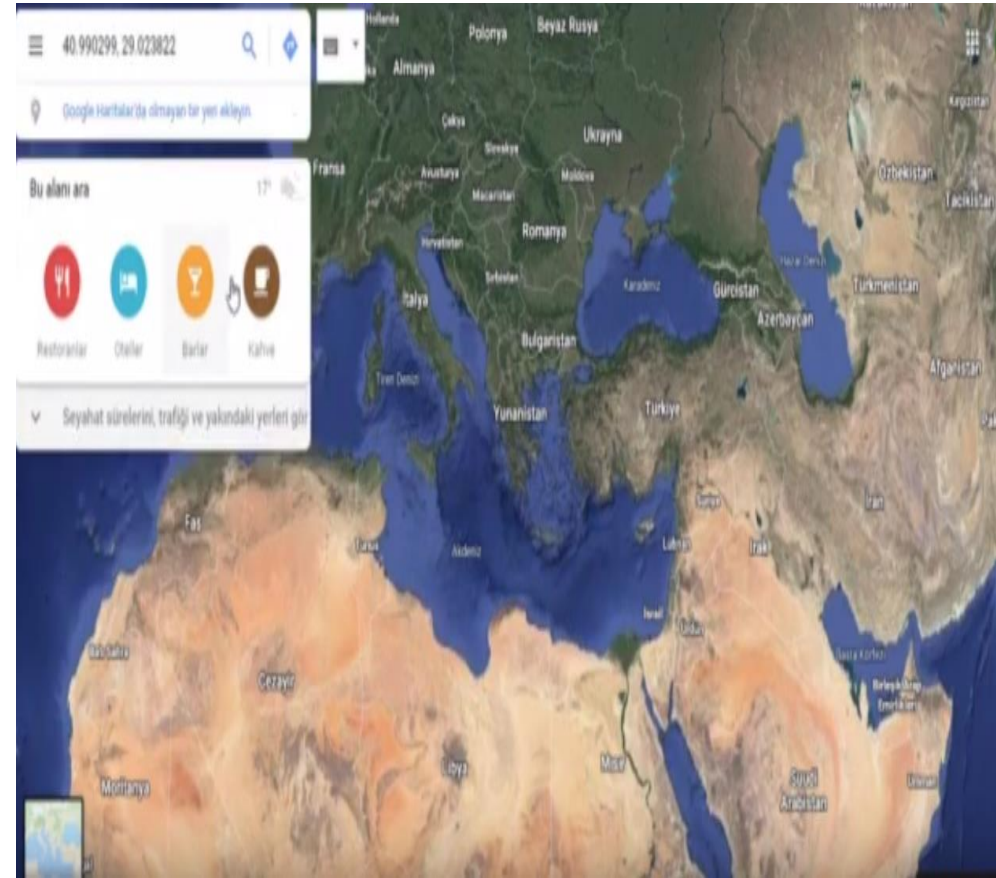 40.990299, 29.023822
Google Haritalar'da olmayan bir yeri ekleyin.
Bu alanı ara
17°
Restoranlar
Oteller
Barlar
Kahve
Seyahat sürelerini, trafiği ve yakındaki yerleri gör
Hollanda
Polonya
Beyaz Rusya
Almanya
Kırgızistan
Çekya
Ukrayna
Slovakya
Fransa
Avusturya
Moldova
Özbekistan
Tacikistan
Macaristan
Romanya
Hırvatistan
Hazar Denizi
Sırbistan
Karadeniz
Gürcistan
Türkmenistan
İtalya
Azerbaycan
Bulgaristan
Afganistan
Tiren Denizi
Yunanistan
Türkiye
Suriye
İran
Fas
Tunus
Akdeniz
Lübnan
Irak
İsrail
Ürdün
Batı Sahra
Basra Körfezi
Cezayir
Birleşik Arap
Emirlikleri
Libya
Mısır
Moritanya
Suudi
Arabistan
Umman